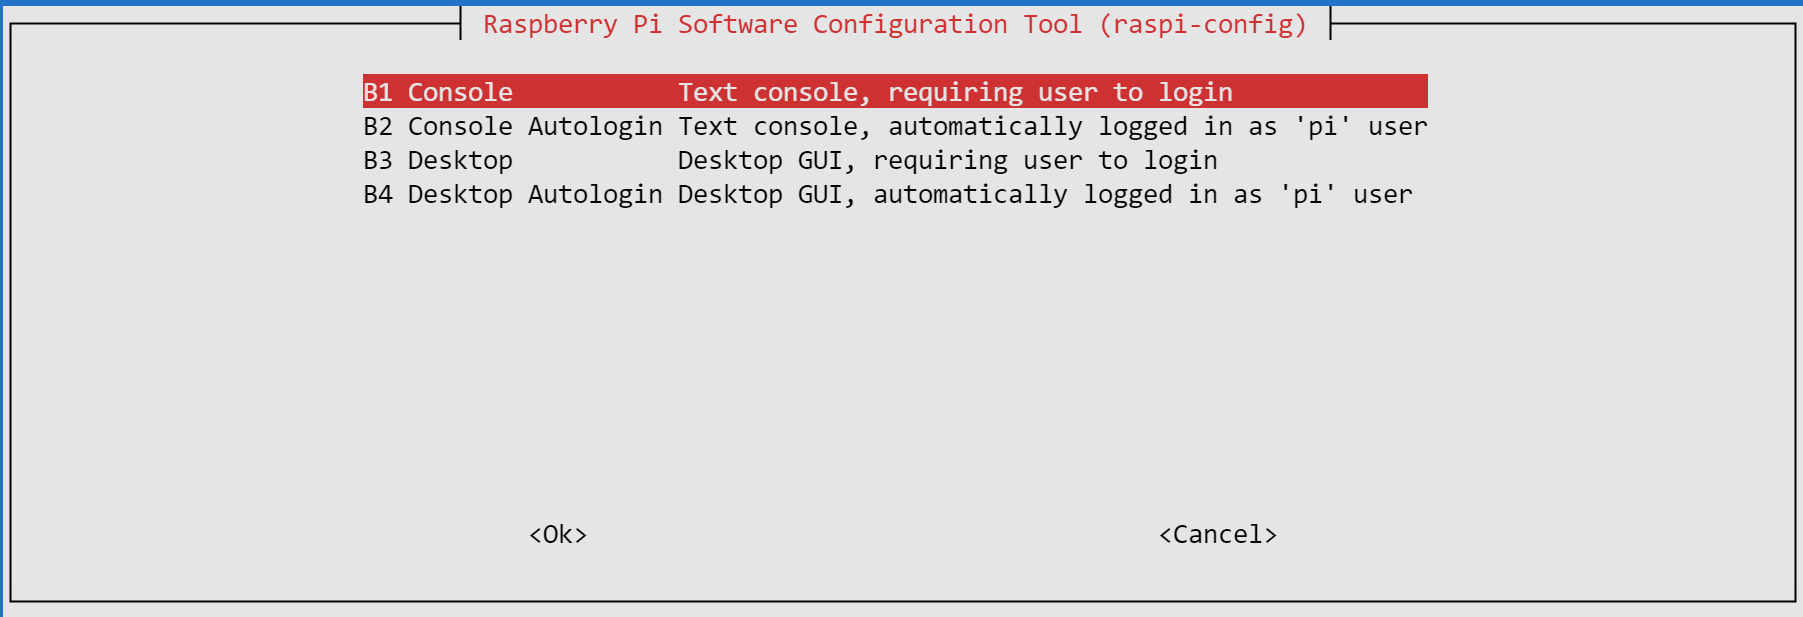 Raspberry Pi Software Configuration Tool (raspi-config)
B1 Console Text console, requiring user to login
B2 Console Autologin Text console, automatically logged in as 'pi' user
B3 Desktop Desktop GUI, requiring user to login
B4 Desktop Autologin Desktop GUI, automatically logged in as 'pi' user
<Ok> <Cancel>